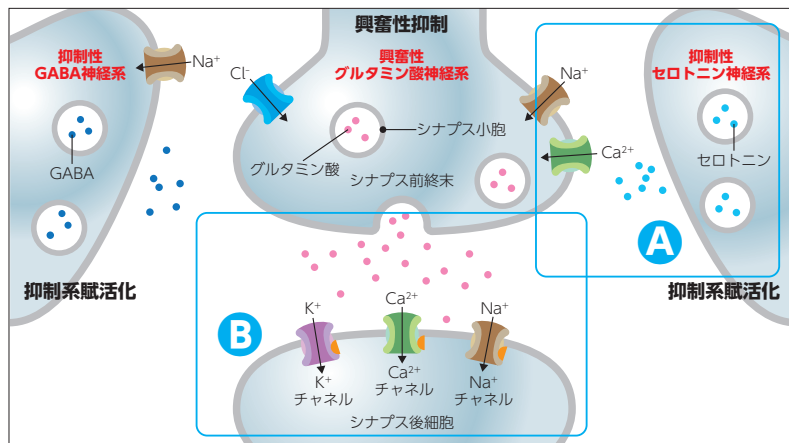 興奮性抑制
抑制性
GABA神経系
Na⁺
Cl⁻
興奮性
グルタミン酸神経系
Na⁺
抑制性
セロトニン神経系
シナプス小胞
グルタミン酸
シナプス前終末
Ca²⁺
GABA
セロトニン
A
抑制系賦活化
抑制系賦活化
B
K⁺
Ca²⁺
Na⁺
K⁺
チャネル
Ca²⁺
チャネル
Na⁺
チャネル
シナプス後細胞